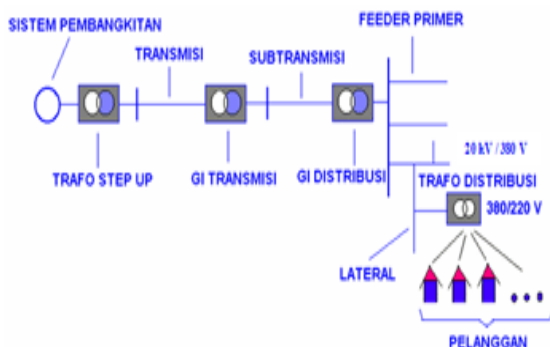 SISTEM PEMBANGKITAN
TRANSMISI
SUBTRANSMISI
FEEDER PRIMER
TRAFO STEP UP
GI TRANSMISI
GI DISTRIBUSI
20 kV / 380 V
TRAFO DISTRIBUSI
380/220 V
LATERAL
PELANGGAN